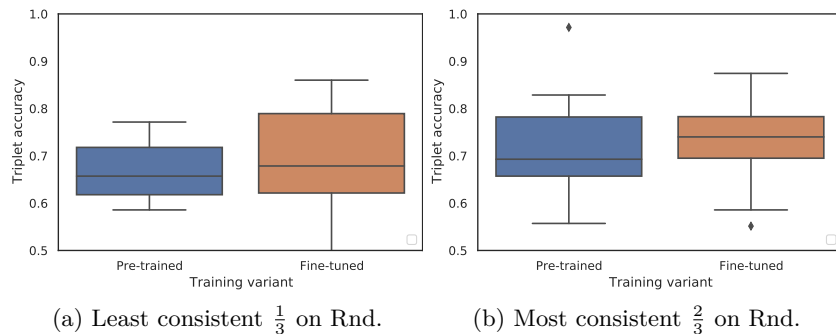 1.0
0.9
0.8
0.7
0.6
0.5
Triplet accuracy
Pre-trained
Fine-tuned
Training variant
(a) Least consistent 1/3 on Rnd.
1.0
0.9
0.8
0.7
0.6
0.5
Triplet accuracy
Pre-trained
Fine-tuned
Training variant
(b) Most consistent 2/3 on Rnd.